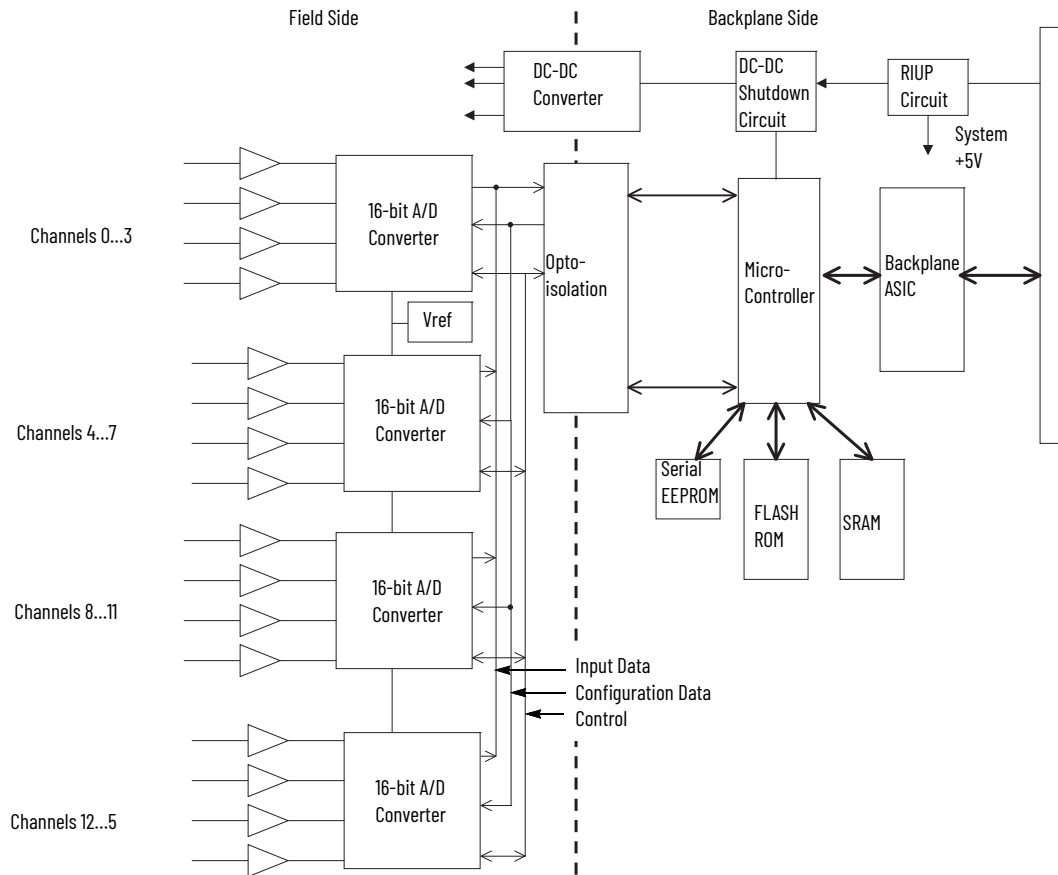 Field Side
Backplane Side
DC-DC
Converter
DC-DC
Shutdown
Circuit
RIUP
Circuit
System
+5V
Channels 0...3
16-bit A/D
Converter
Opto-
isolation
Micro-
Controller
Backplane
ASIC
Vref
Channels 4...7
16-bit A/D
Converter
Serial
EEPROM
FLASH
ROM
SRAM
Channels 8...11
16-bit A/D
Converter
Input Data
Configuration Data
Control
Channels 12...5
16-bit A/D
Converter